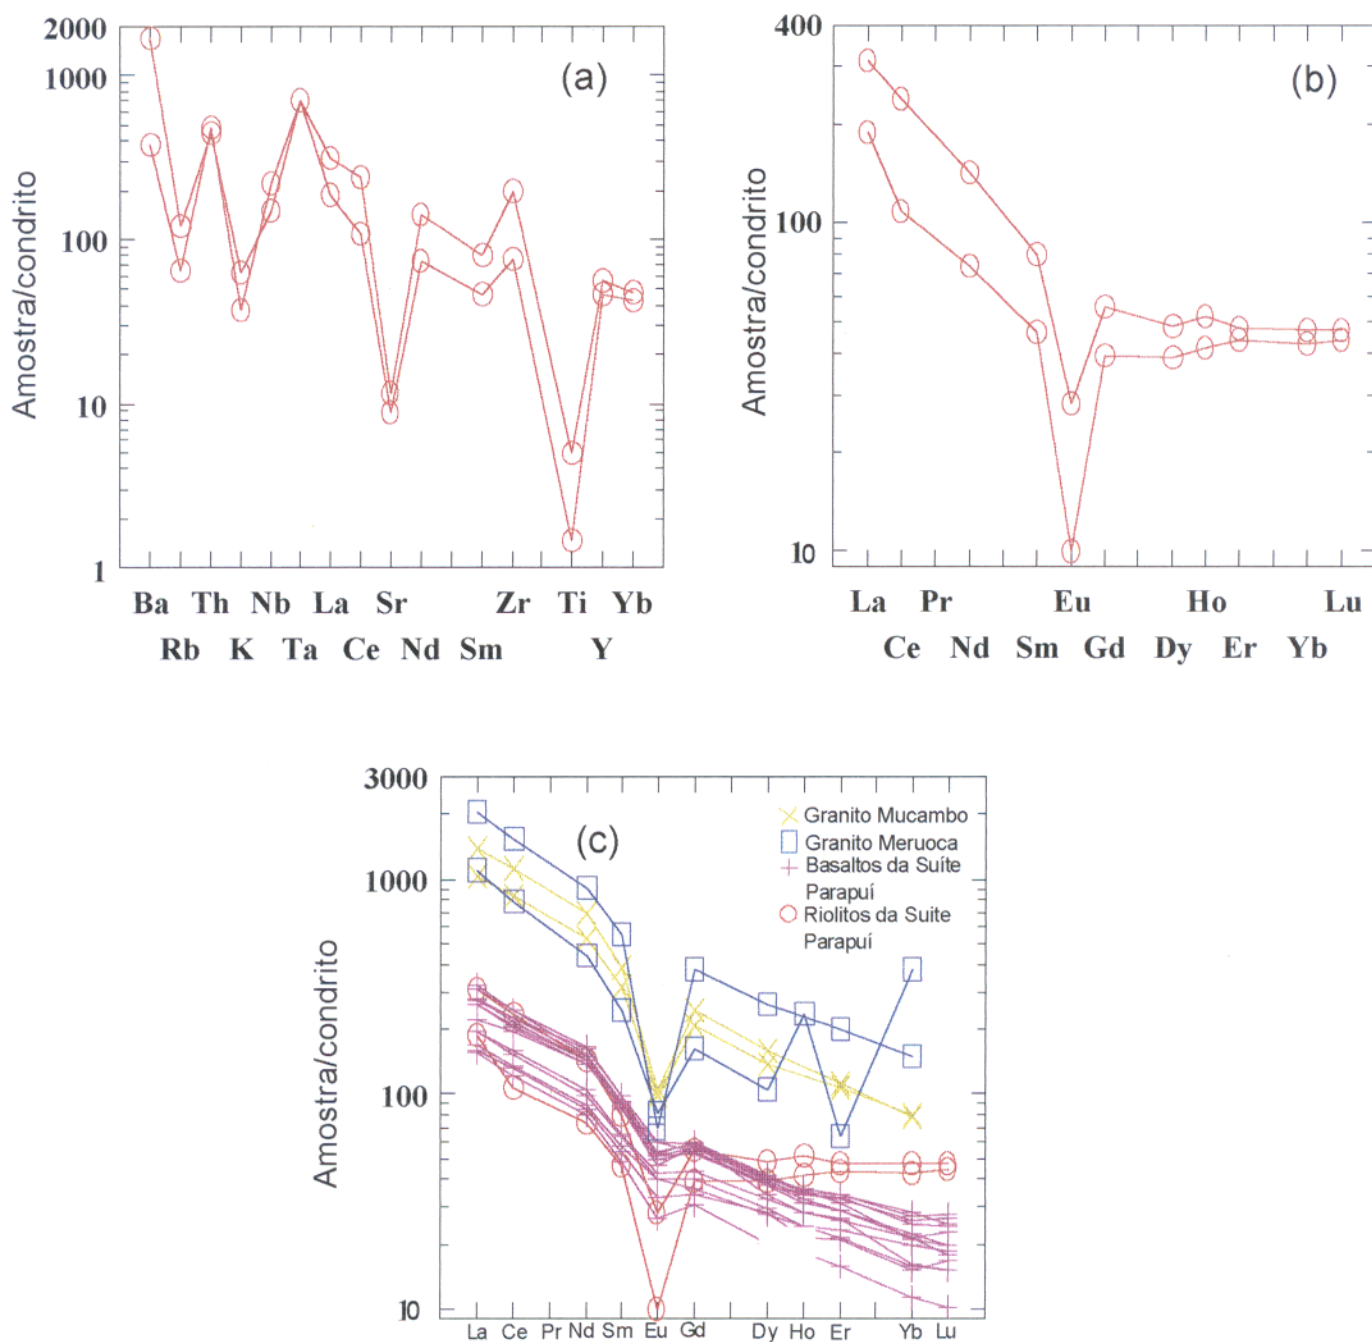 2000
1000
100
10
1
Amostra/condrito
(a)
Ba Th Nb La Sr Zr Ti Yb
Rb K Ta Ce Nd Sm Y
400
100
10
Amostra/condrito
(b)
La Pr Eu Ho Lu
Ce Nd Sm Gd Dy Er Yb
3000
1000
100
10
Amostra/condrito
(c)
Granito Mucambo
Granito Meruoca
Basaltos da Suíte
Parapuí
Riolitos da Suite
Parapuí
La Ce Pr Nd Sm Eu Gd Dy Ho Er Yb Lu